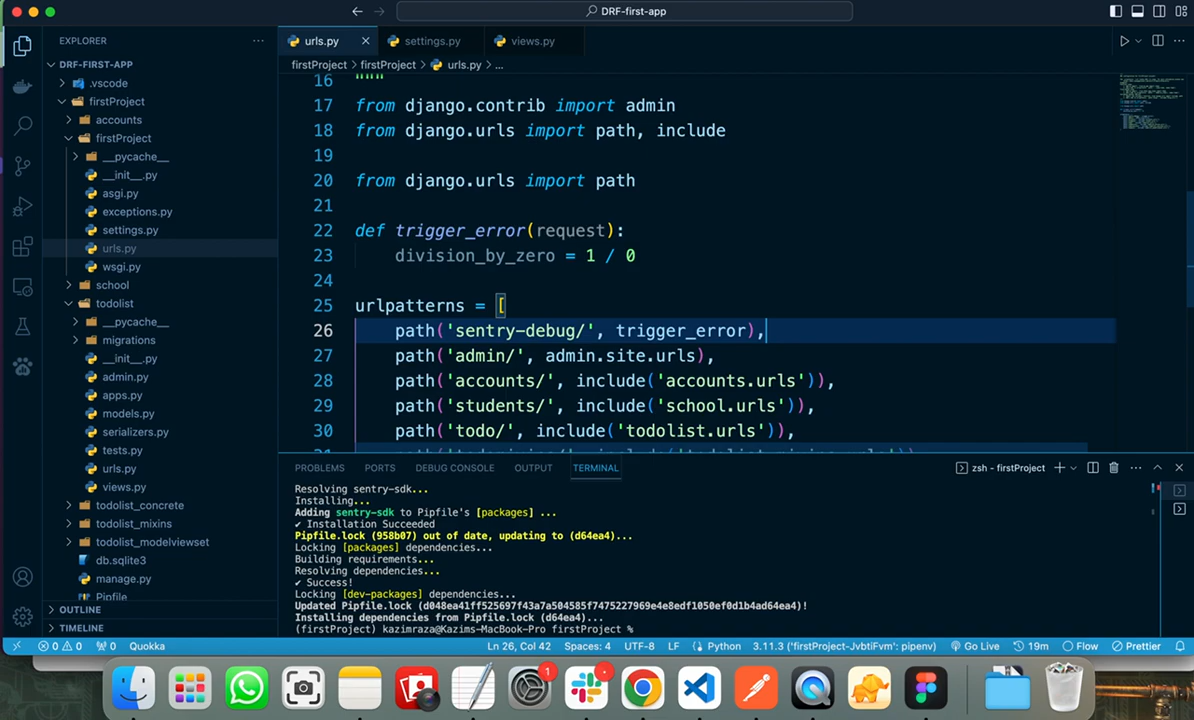 DRF-first-app
EXPLORER
urls.py
settings.py
views.py
DRF-FIRST-APP
firstProject > firstProject > urls.py > ...
.vscode
firstProject
accounts
firstProject
__pycache__
__init__.py
asgi.py
exceptions.py
settings.py
urls.py
wsgi.py
school
todolist
__pycache__
migrations
__init__.py
admin.py
apps.py
models.py
serializers.py
tests.py
urls.py
views.py
todolist_concrete
todolist_mixins
todolist_modelviewset
db.sqlite3
manage.py
Pipfile
OUTLINE
TIMELINE
16 """
17 from django.contrib import admin
18 from django.urls import path, include
19
20 from django.urls import path
21
22 def trigger_error(request):
23 division_by_zero = 1 / 0
24
25 urlpatterns = [
26 path('sentry-debug/', trigger_error),
27 path('admin/', admin.site.urls),
28 path('accounts/', include('accounts.urls')),
29 path('students/', include('school.urls')),
30 path('todo/', include('todolist.urls')),
PROBLEMS PORTS DEBUG CONSOLE OUTPUT TERMINAL
zsh - firstProject
Resolving sentry-sdk...
Installing...
Adding sentry-sdk to Pipfile's [packages] ...
✔ Installation Succeeded
Pipfile.lock (958b07) out of date, updating to (d64ea4)...
Locking [packages] dependencies...
Building requirements...
Resolving dependencies...
✔ Success!
Locking [dev-packages] dependencies...
Updated Pipfile.lock (d048ea41ff525697f43a7a504585f7475227969e4e8edf1050ef0d1b4ad64ea4)!
Installing dependencies from Pipfile.lock (d64ea4)...
(firstProject) kazimraza@Kazims-MacBook-Pro firstProject %
0 0 0 Quokka Ln 26, Col 42 Spaces: 4 UTF-8 LF Python 3.11.3 ('firstProject-JvbtiFvm': pipenv) Go Live 19m Flow Prettier
1